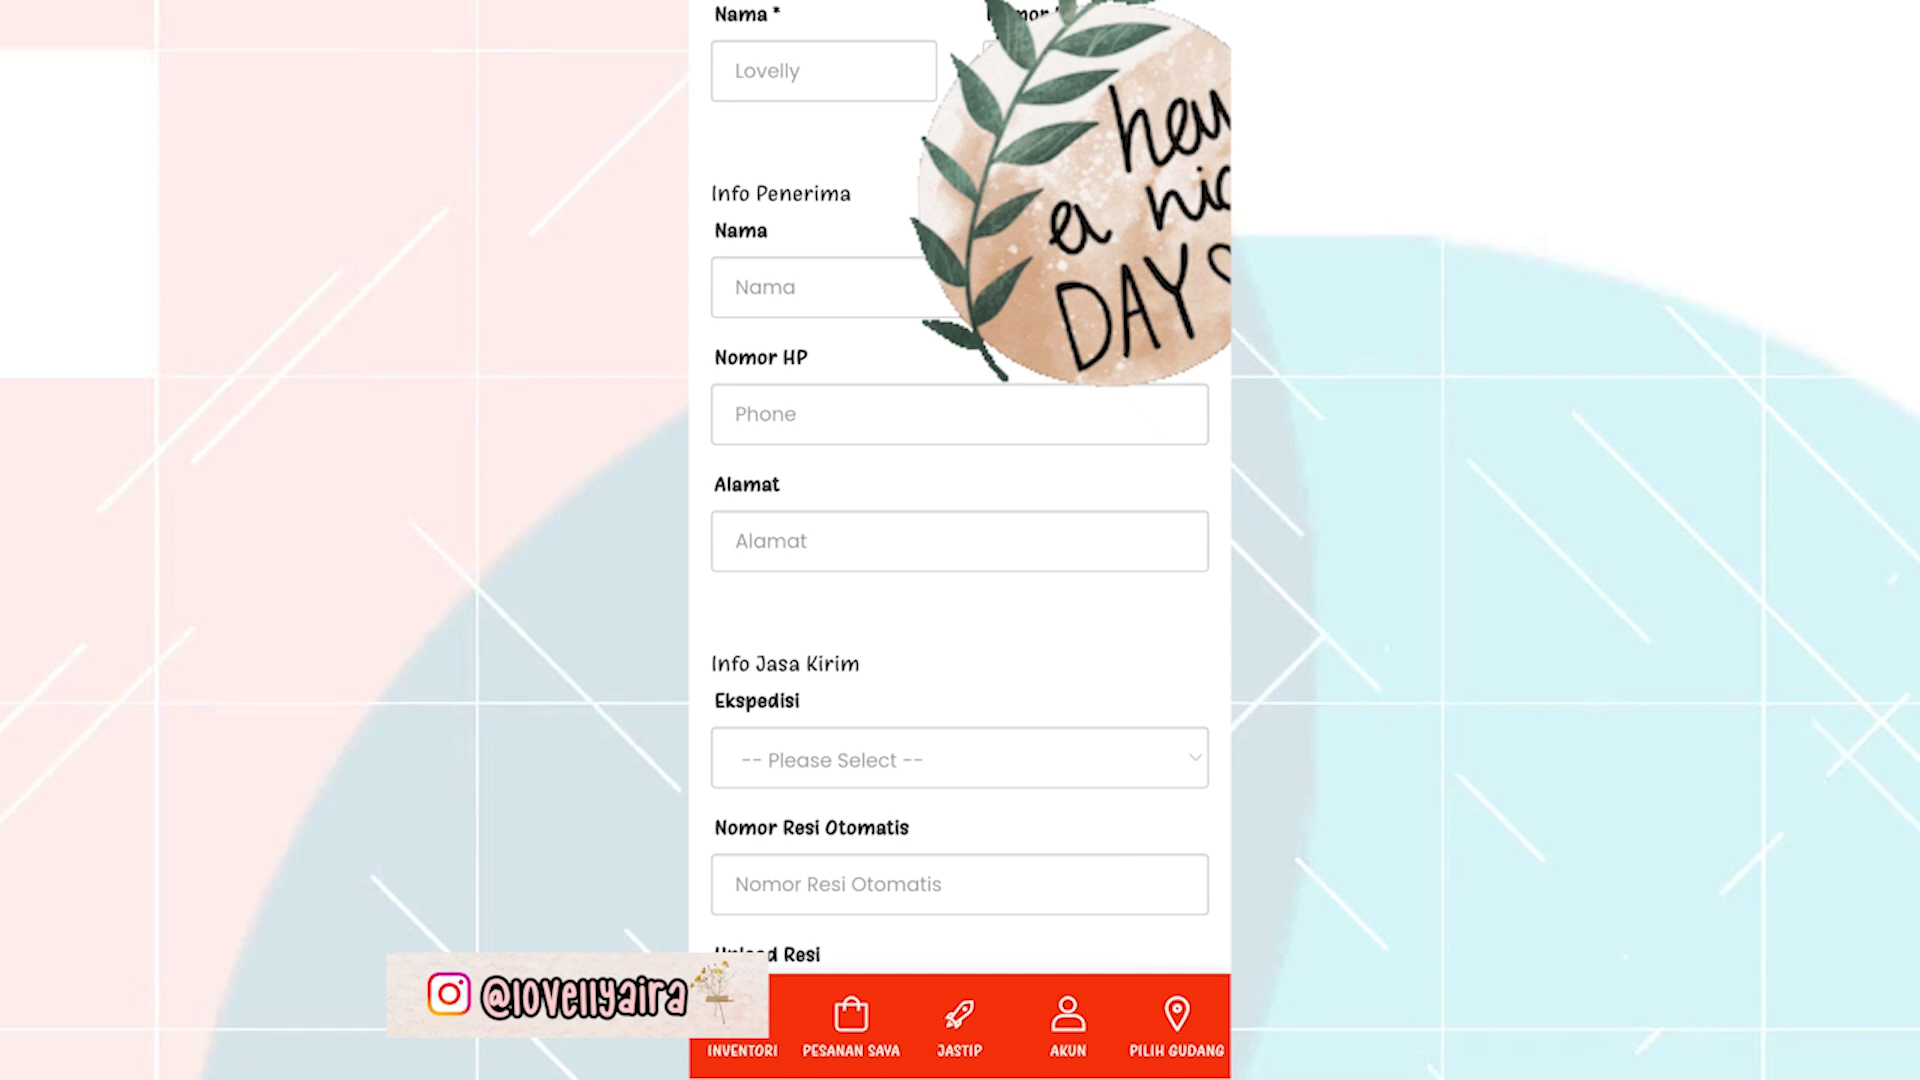 Nama *
Lovelly
Info Penerima
Nama
Nama
Nomor HP
Phone
Alamat
Alamat
Info Jasa Kirim
Ekspedisi
-- Please Select --
Nomor Resi Otomatis
Nomor Resi Otomatis
Resi
a
DAY
@lovellyaira
INVENTORI
PESANAN SAYA
JASTIP
AKUN
PILIH GUDANG